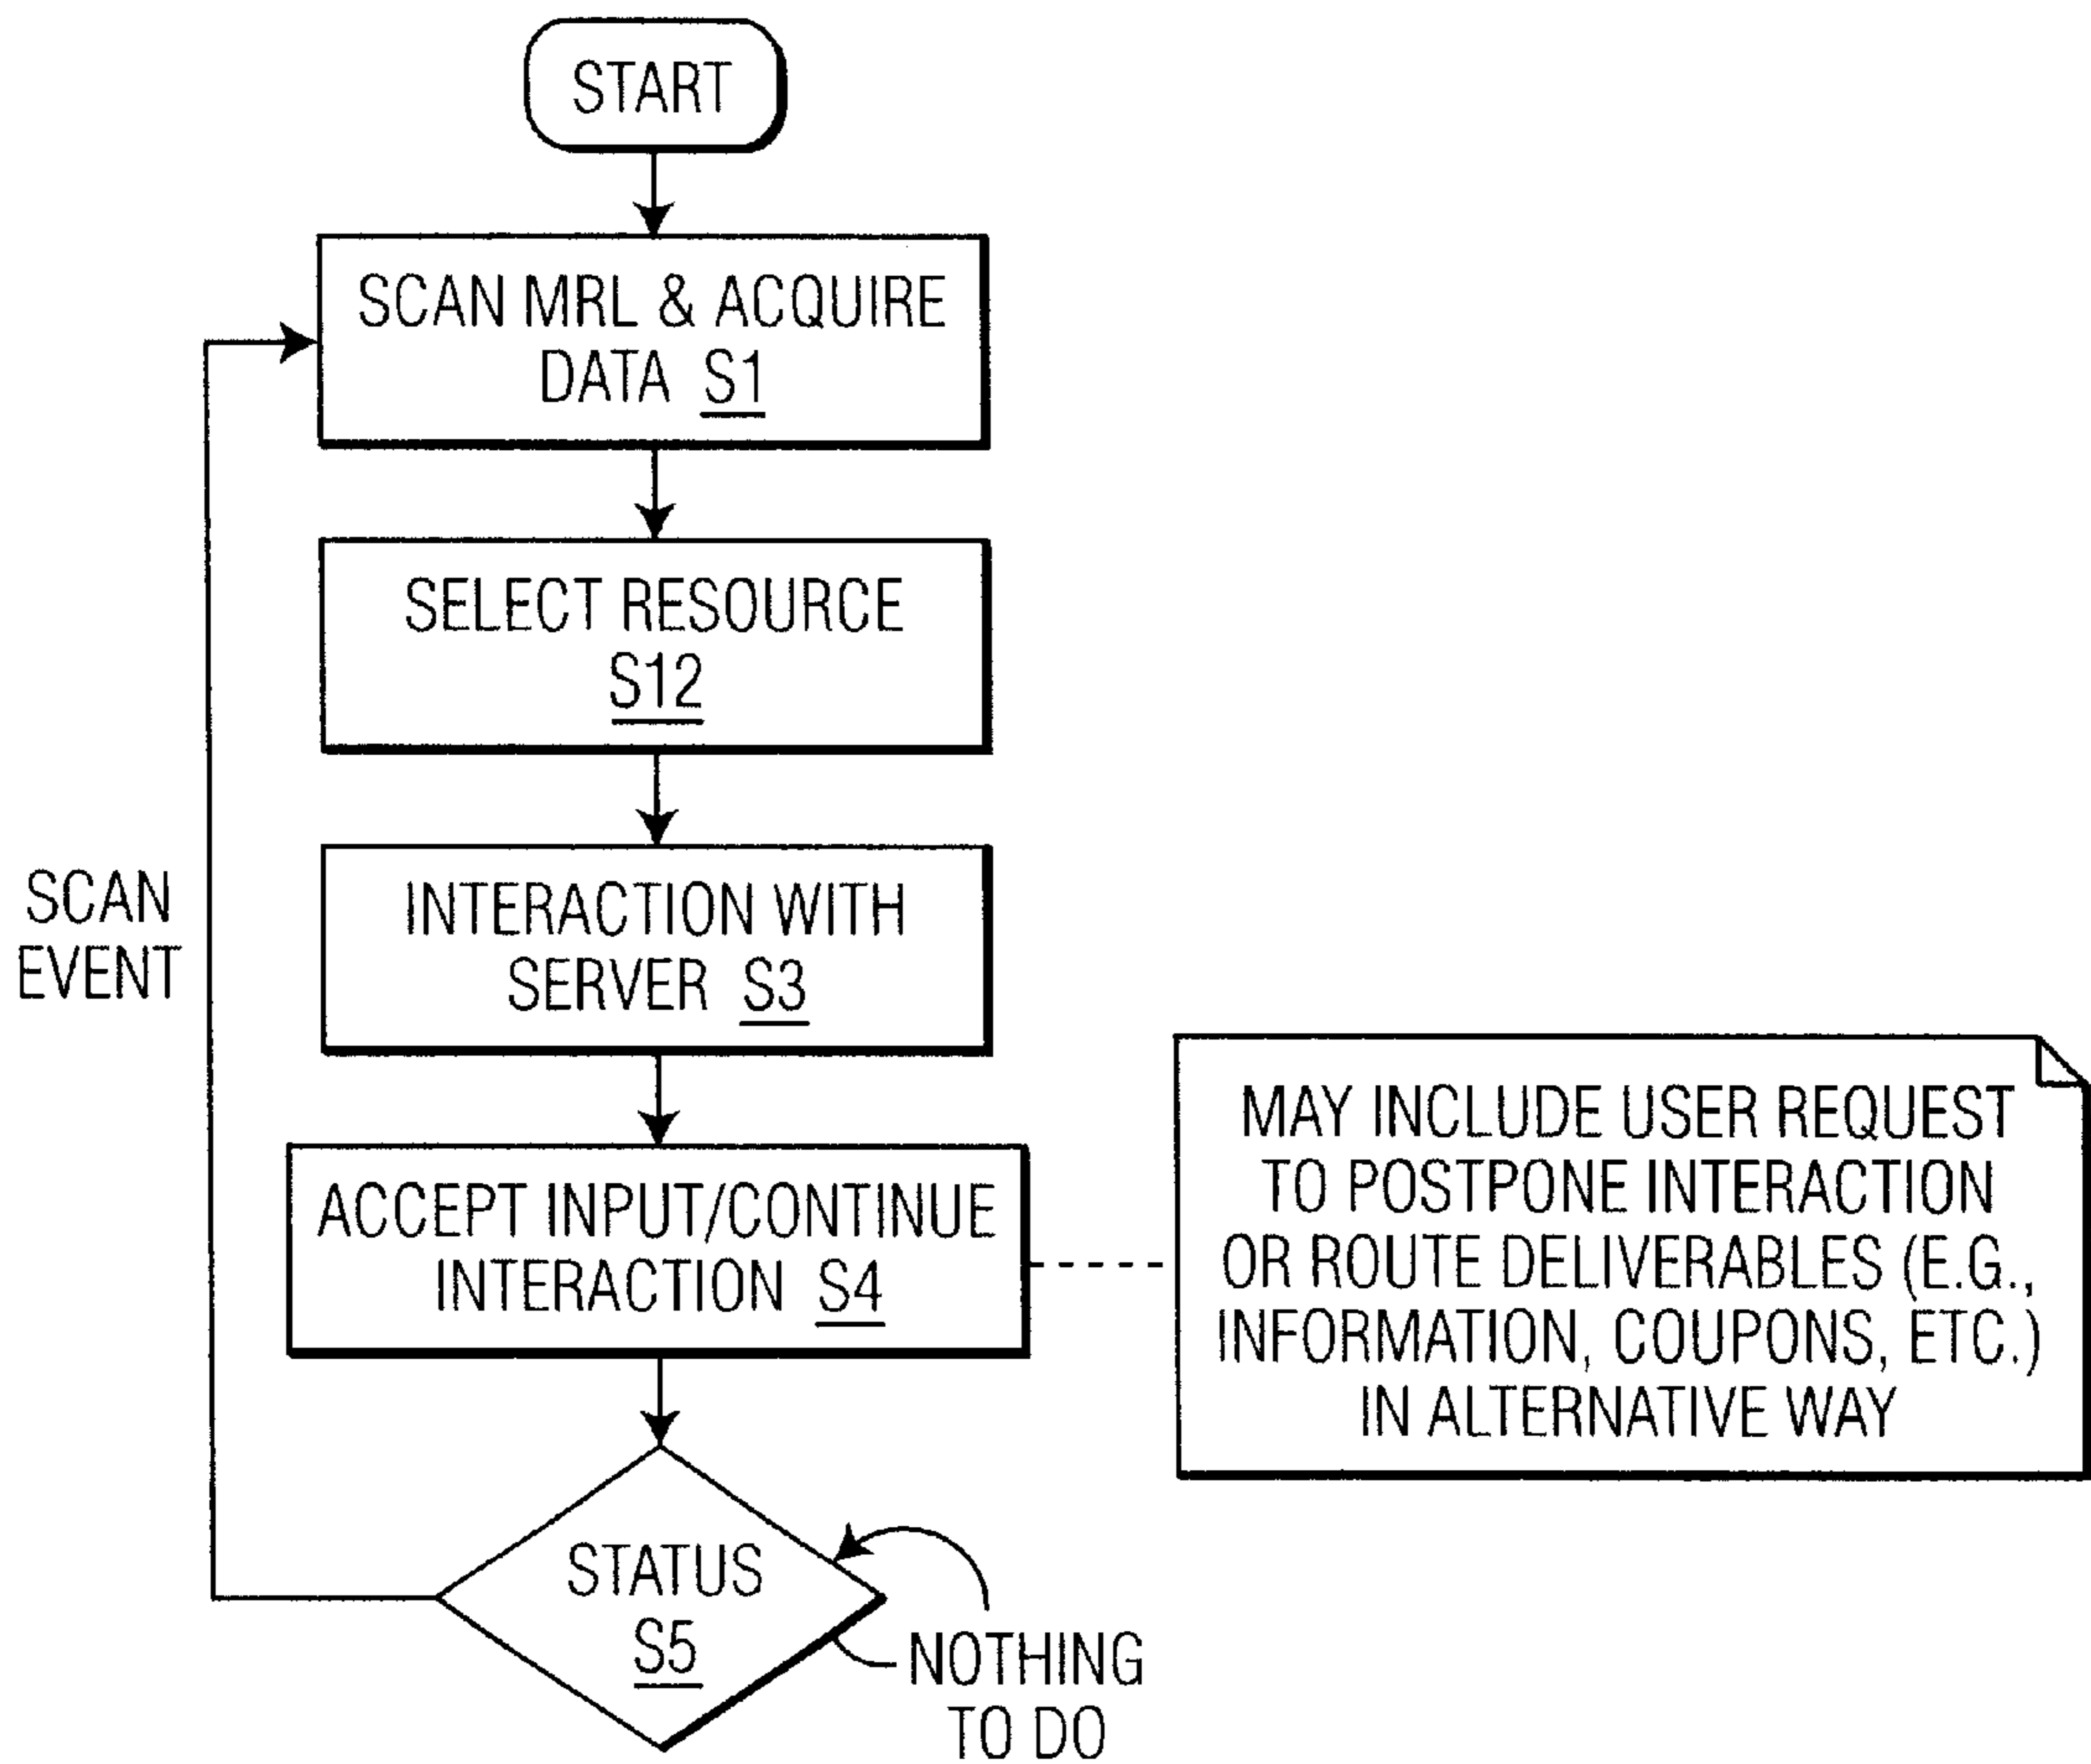 START
SCAN MRL & ACQUIRE
DATA S1
SELECT RESOURCE
S12
INTERACTION WITH
SERVER S3
SCAN
EVENT
ACCEPT INPUT/CONTINUE
INTERACTION S4
MAY INCLUDE USER REQUEST
TO POSTPONE INTERACTION
OR ROUTE DELIVERABLES (E.G.,
INFORMATION, COUPONS, ETC.)
IN ALTERNATIVE WAY
STATUS
S5
NOTHING
TO DO